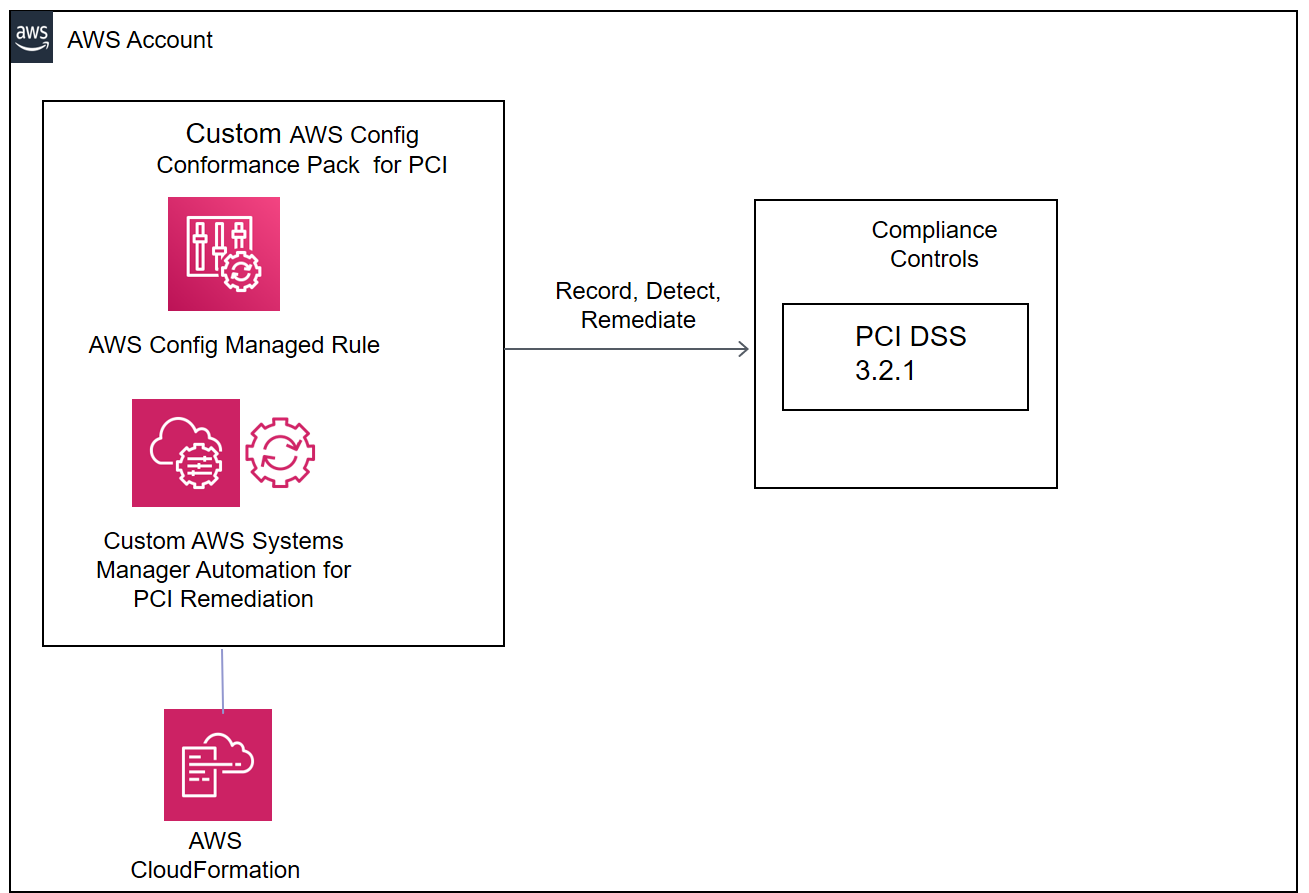 aws
AWS Account
Custom AWS Config
Conformance Pack for PCI
AWS Config Managed Rule
Custom AWS Systems
Manager Automation for
PCI Remediation
AWS
CloudFormation
Record, Detect,
Remediate
Compliance
Controls
PCI DSS
3.2.1